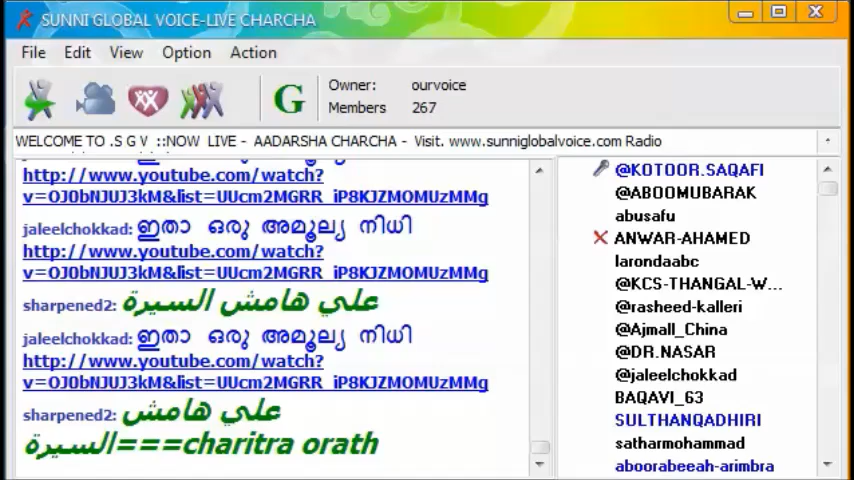 SUNNI GLOBAL VOICE-LIVE CHARCHA
File Edit View Option Action
G
Owner: ourvoice
Members 267
WELCOME TO .S G V ::NOW LIVE - AADARSHA CHARCHA - Visit. www.sunniglobalvoice.com Radio
http://www.youtube.com/watch?
v=OJ0bNJUJ3kM&list=UUcm2MGRR_iP8KJZMOMUzMMg
jaleelchokkad: ഇതാ ഒരു അമൂല്യ നിധി
http://www.youtube.com/watch?
v=OJ0bNJUJ3kM&list=UUcm2MGRR_iP8KJZMOMUzMMg
sharpened2: علي هامش السيرة
jaleelchokkad: ഇതാ ഒരു അമൂല്യ നിധി
http://www.youtube.com/watch?
v=OJ0bNJUJ3kM&list=UUcm2MGRR_iP8KJZMOMUzMMg
sharpened2: علي هامش
السيرة===charitra orath
@KOTOOR.SAQAFI
@ABOOMUBARAK
abusafu
ANWAR-AHAMED
larondaabc
@KCS-THANGAL-W...
@rasheed-kalleri
@Ajmall_China
@DR.NASAR
@jaleelchokkad
BAQAVI_63
SULTHANQADHIRI
satharmohammad
aboorabeeah-arimbra